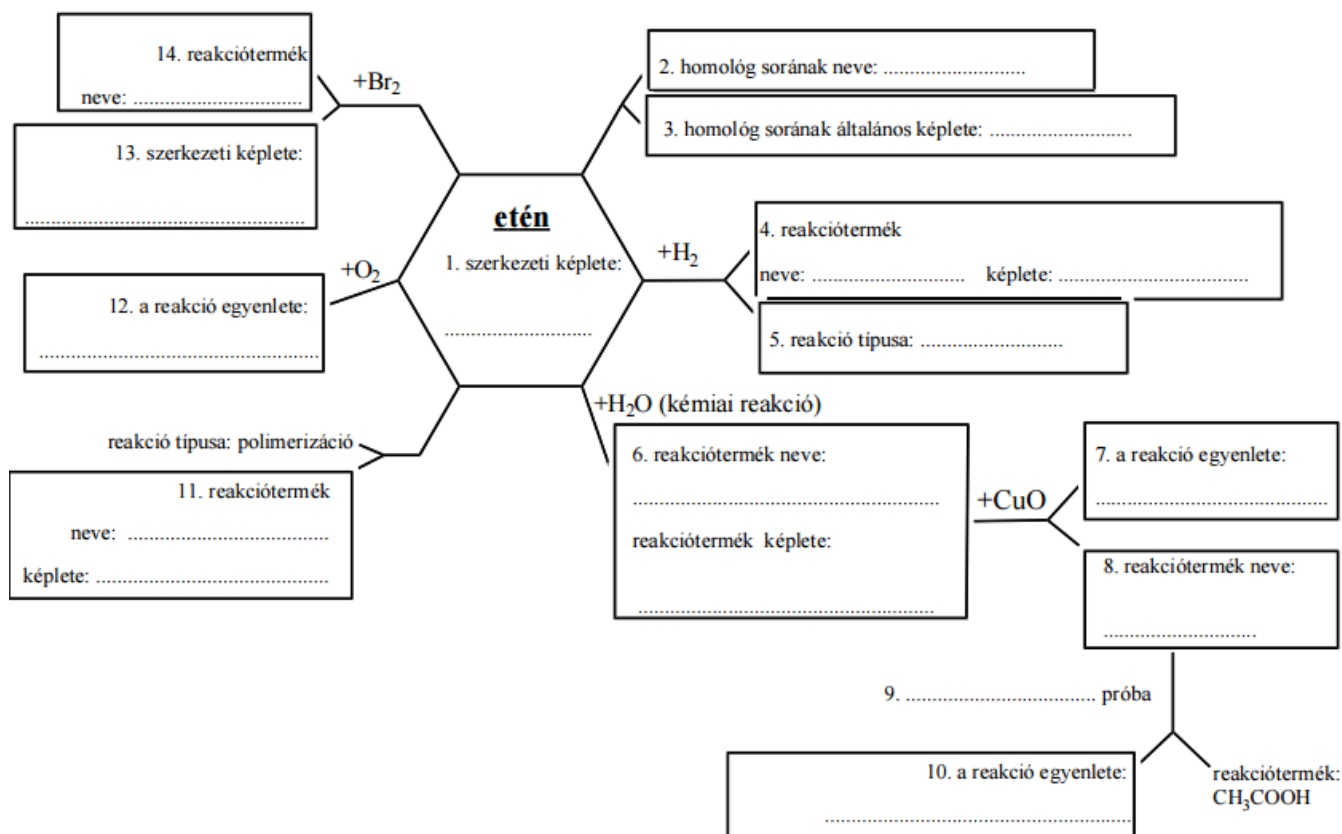 14. reakciótermék
neve: ................................
+Br₂
13. szerkezeti képlete:
.....................................................
2. homológ sorának neve: ...........................
3. homológ sorának általános képlete: ...........................
etén
1. szerkezeti képlete:
............................
+H₂
4. reakciótermék
neve: ............................. képlete: ....................................
5. reakció típusa: ...........................
+O₂
12. a reakció egyenlete:
.....................................................
+H₂O (kémiai reakció)
reakció típusa: polimerizáció
11. reakciótermék
neve: ......................................
képlete: ............................................
6. reakciótermék neve:
..........................................................
reakciótermék képlete:
........................................................
+CuO
7. a reakció egyenlete:
............................................
8. reakciótermék neve:
.............................
9. .................................... próba
10. a reakció egyenlete:
..........................................................
reakciótermék:
CH₃COOH